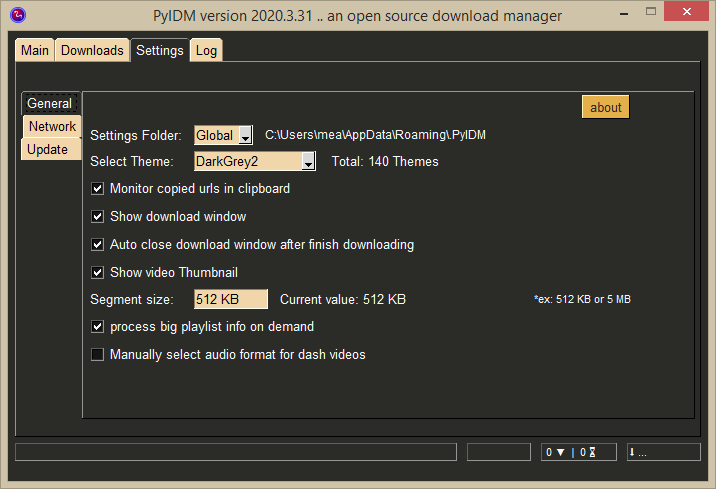 PyIDM version 2020.3.31 .. an open source download manager
Main Downloads Settings Log
General
Network
Update
about
Settings Folder: Global C:\Users\mea\AppData\Roaming\.PyIDM
Select Theme: DarkGrey2 Total: 140 Themes
Monitor copied urls in clipboard
Show download window
Auto close download window after finish downloading
Show video Thumbnail
Segment size: 512 KB Current value: 512 KB *ex: 512 KB or 5 MB
process big playlist info on demand
Manually select audio format for dash videos
0 ▼ | 0 ⌛ ⬇ ...